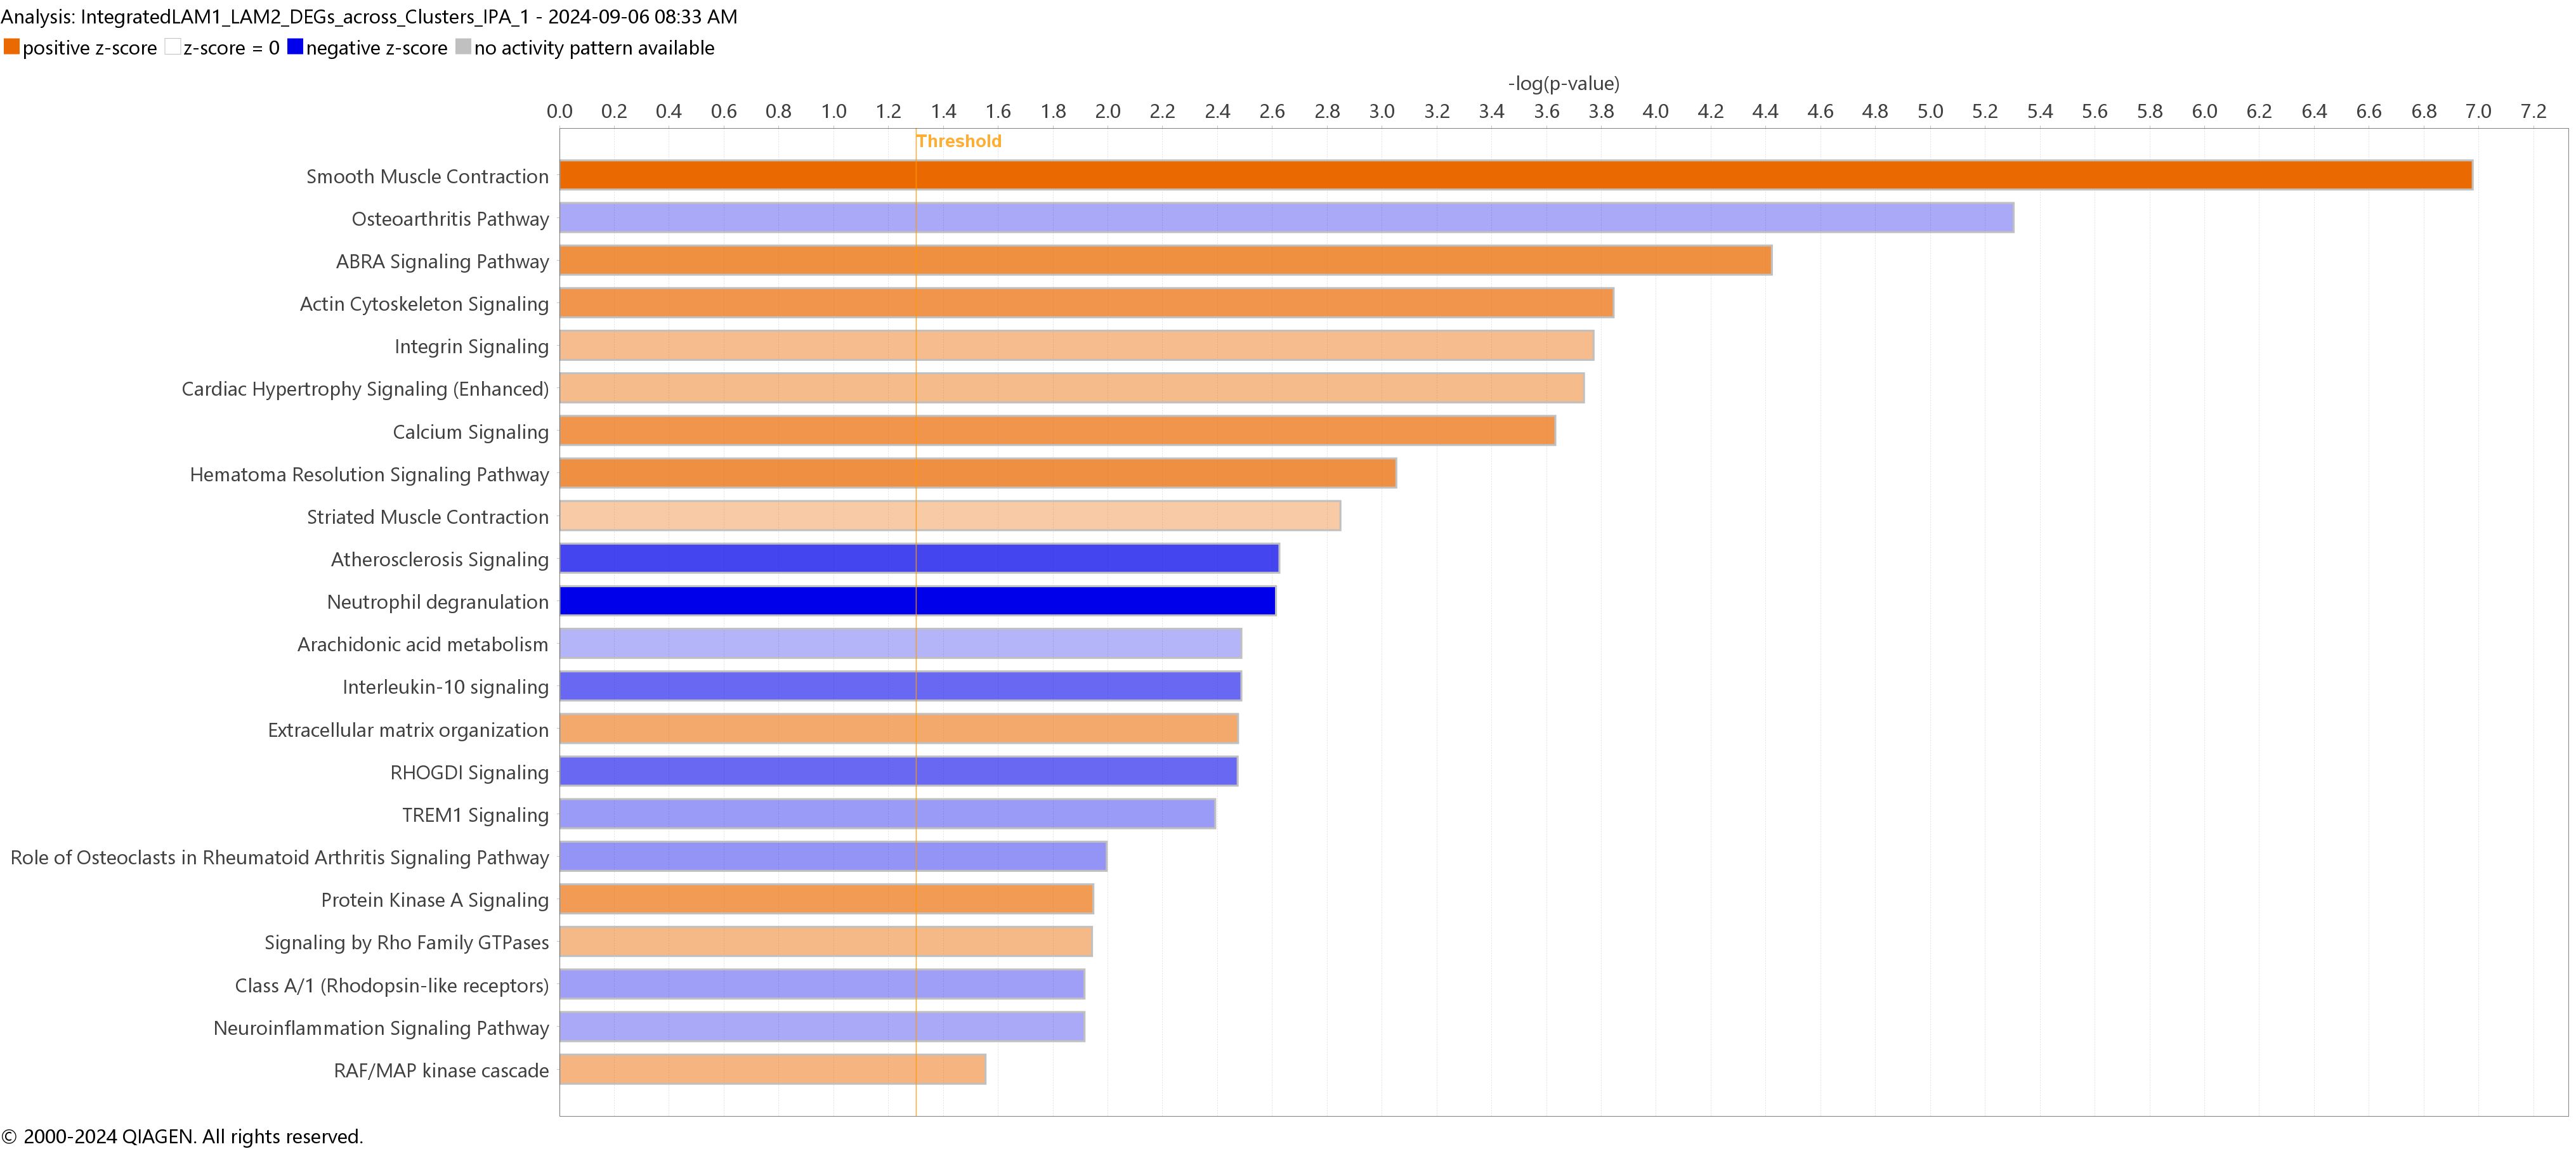 Analysis: IntegratedLAM1_LAM2_DEGs_across_Clusters_IPA_1 - 2024-09-06 08:33 AM
positive z-score z-score = 0 negative z-score no activity pattern available
-log(p-value)
0.0 0.2 0.4 0.6 0.8 1.0 1.2 1.4 1.6 1.8 2.0 2.2 2.4 2.6 2.8 3.0 3.2 3.4 3.6 3.8 4.0 4.2 4.4 4.6 4.8 5.0 5.2 5.4 5.6 5.8 6.0 6.2 6.4 6.6 6.8 7.0 7.2
Threshold
Smooth Muscle Contraction
Osteoarthritis Pathway
ABRA Signaling Pathway
Actin Cytoskeleton Signaling
Integrin Signaling
Cardiac Hypertrophy Signaling (Enhanced)
Calcium Signaling
Hematoma Resolution Signaling Pathway
Striated Muscle Contraction
Atherosclerosis Signaling
Neutrophil degranulation
Arachidonic acid metabolism
Interleukin-10 signaling
Extracellular matrix organization
RHOGDI Signaling
TREM1 Signaling
Role of Osteoclasts in Rheumatoid Arthritis Signaling Pathway
Protein Kinase A Signaling
Signaling by Rho Family GTPases
Class A/1 (Rhodopsin-like receptors)
Neuroinflammation Signaling Pathway
RAF/MAP kinase cascade
© 2000-2024 QIAGEN. All rights reserved.